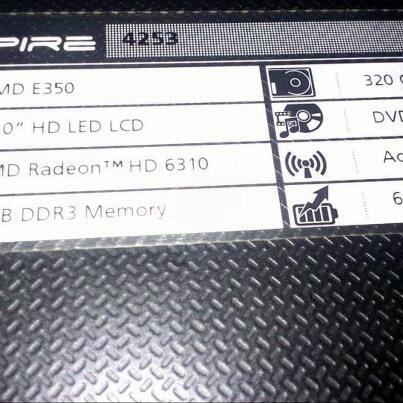 PIRE 4253
MD E350
320 G
0" HD LED LCD
DVD
MD Radeon™ HD 6310
Ac
B DDR3 Memory
6